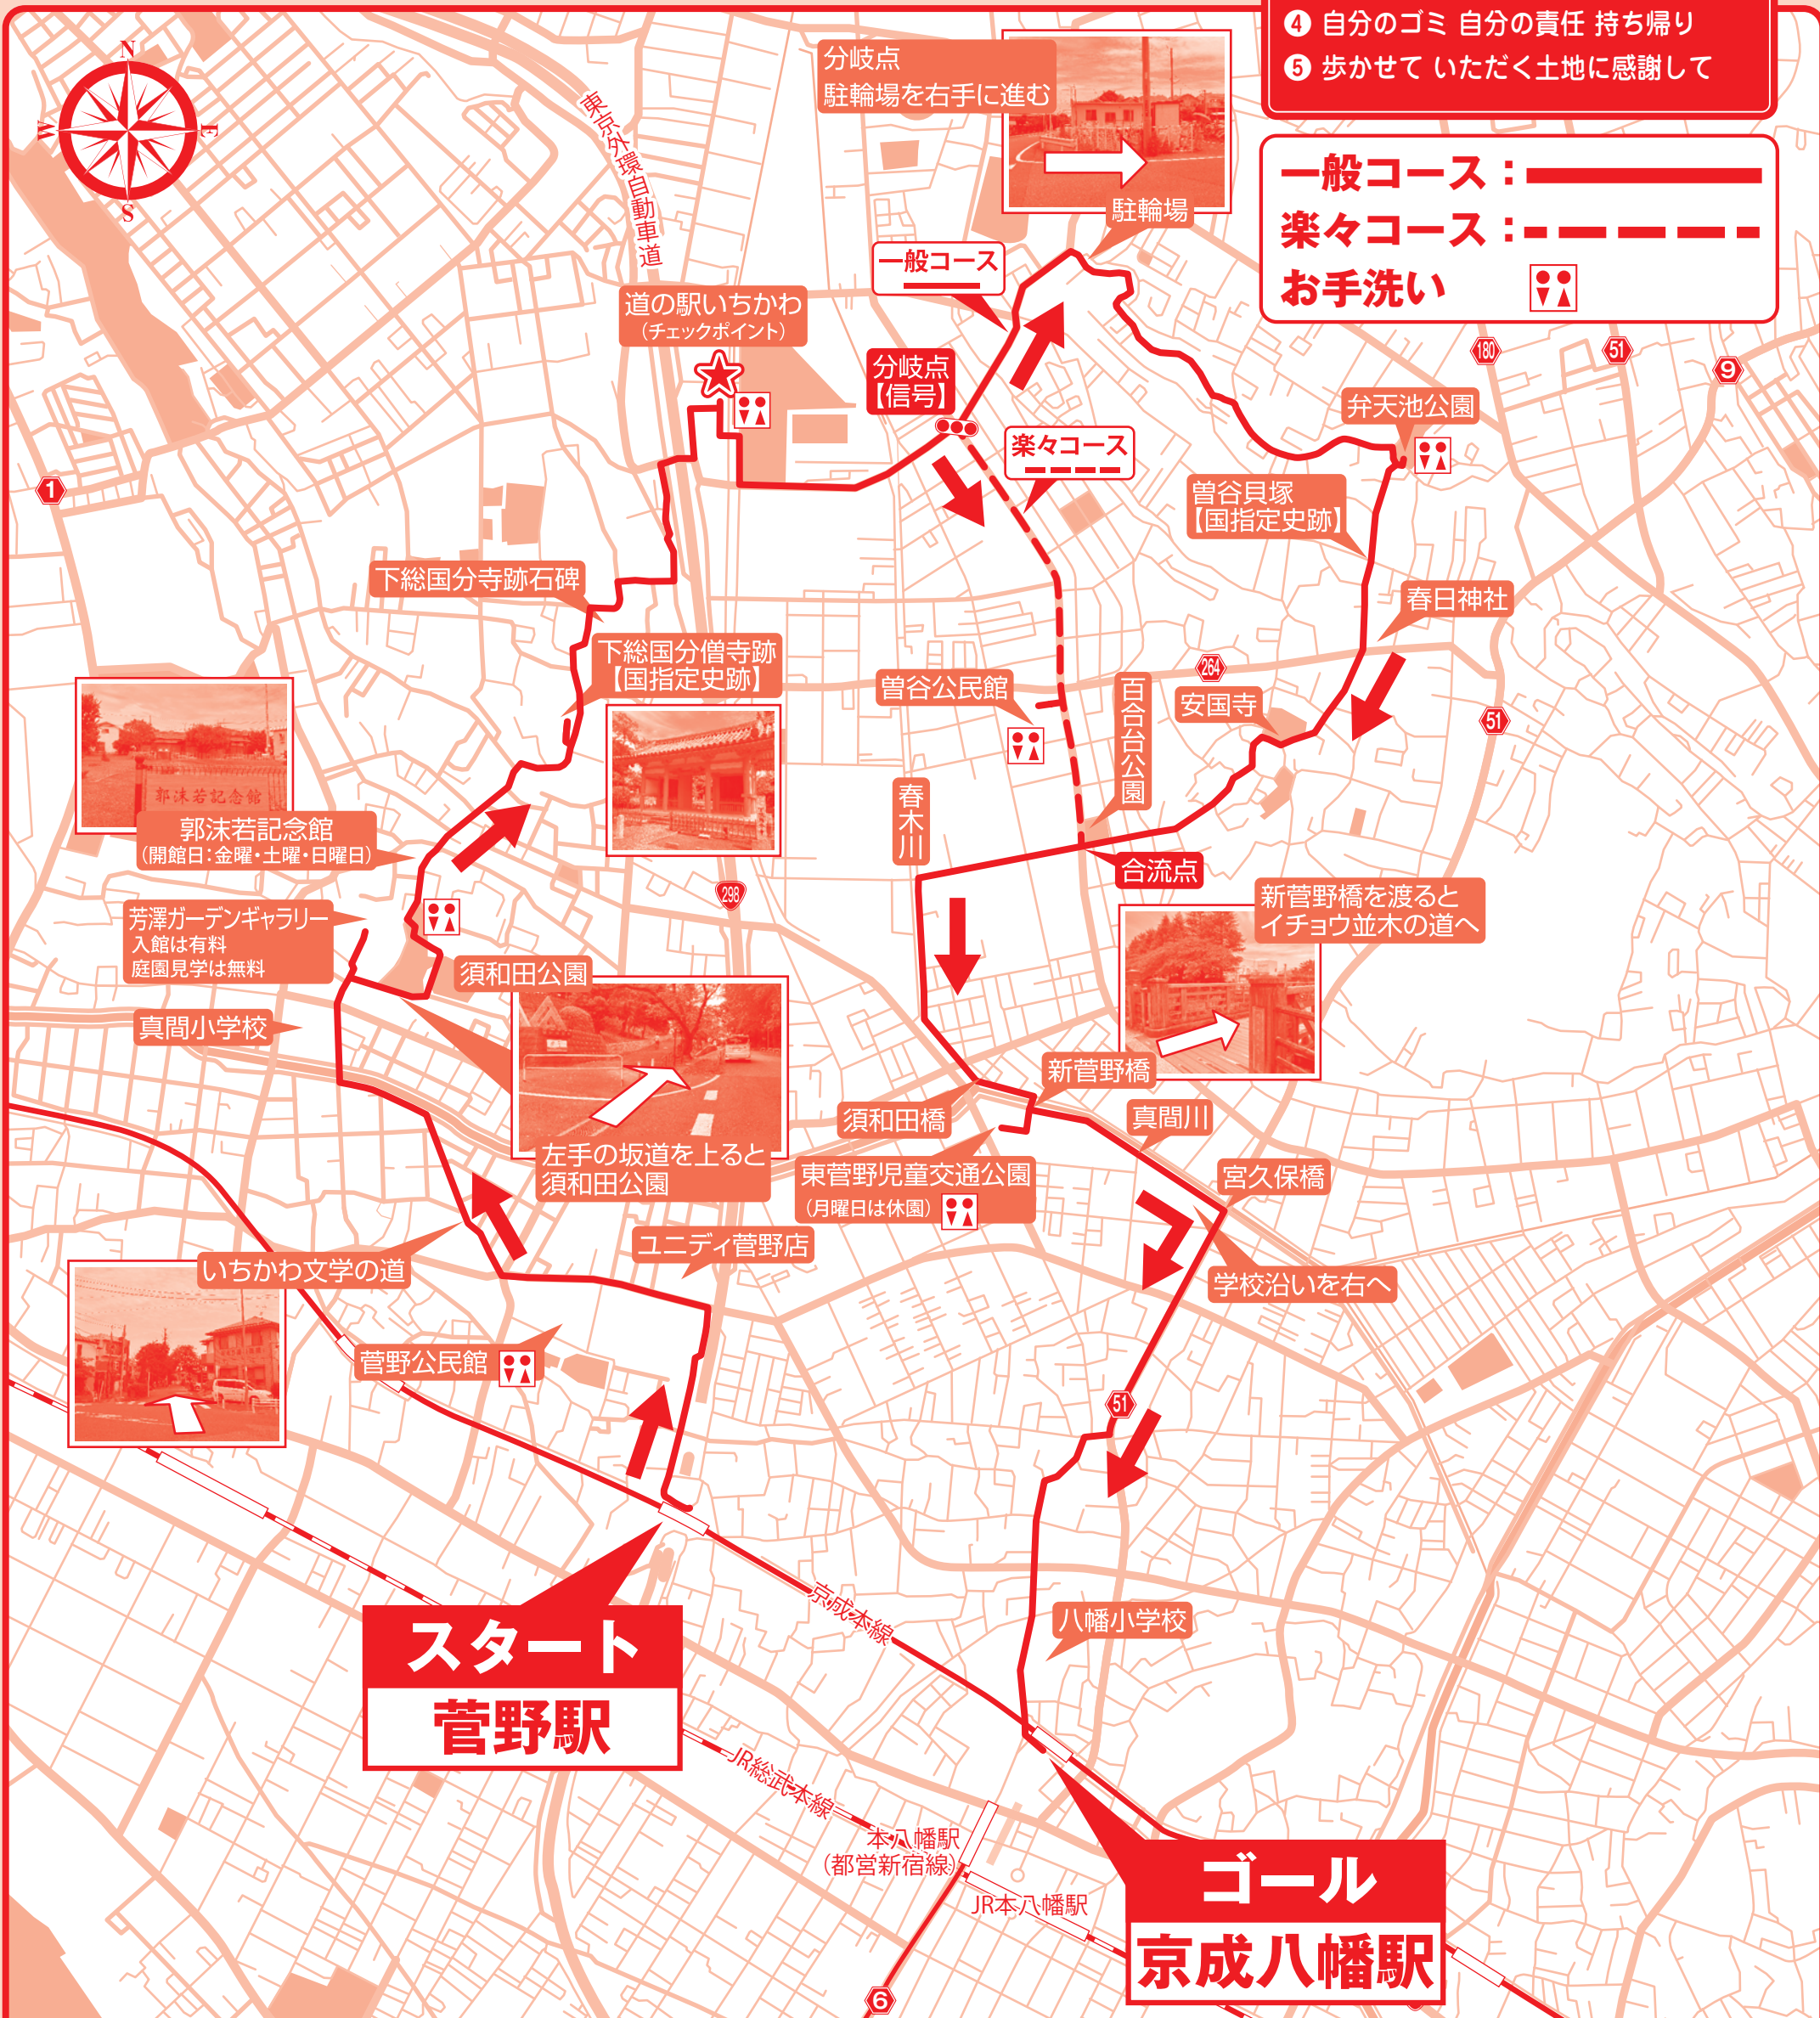 ❹ 自分のゴミ 自分の責任 持ち帰り
❺ 歩かせて いただく土地に感謝して
一般コース：
楽々コース：
お手洗い
N
W
E
S
東京外環自動車道
分岐点
駐輪場を右手に進む
駐輪場
一般コース
道の駅いちかわ
（チェックポイント）
分岐点
【信号】
楽々コース
180
51
9
弁天池公園
曽谷貝塚
【国指定史跡】
春日神社
1
下総国分寺跡石碑
下総国分僧寺跡
【国指定史跡】
曽谷公民館
264
百合台公園
安国寺
51
春木川
合流点
郭沫若記念館
郭沫若記念館
（開館日：金曜・土曜・日曜日）
298
芳澤ガーデンギャラリー
入館は有料
庭園見学は無料
須和田公園
真間小学校
新菅野橋を渡ると
イチョウ並木の道へ
新菅野橋
須和田橋
真間川
左手の坂道を上ると
須和田公園
東菅野児童交通公園
（月曜日は休園）
宮久保橋
ユニディ菅野店
いちかわ文学の道
学校沿いを右へ
菅野公民館
51
京成本線
八幡小学校
スタート
菅野駅
JR総武本線
本八幡駅
（都営新宿線）
JR本八幡駅
ゴール
京成八幡駅
6